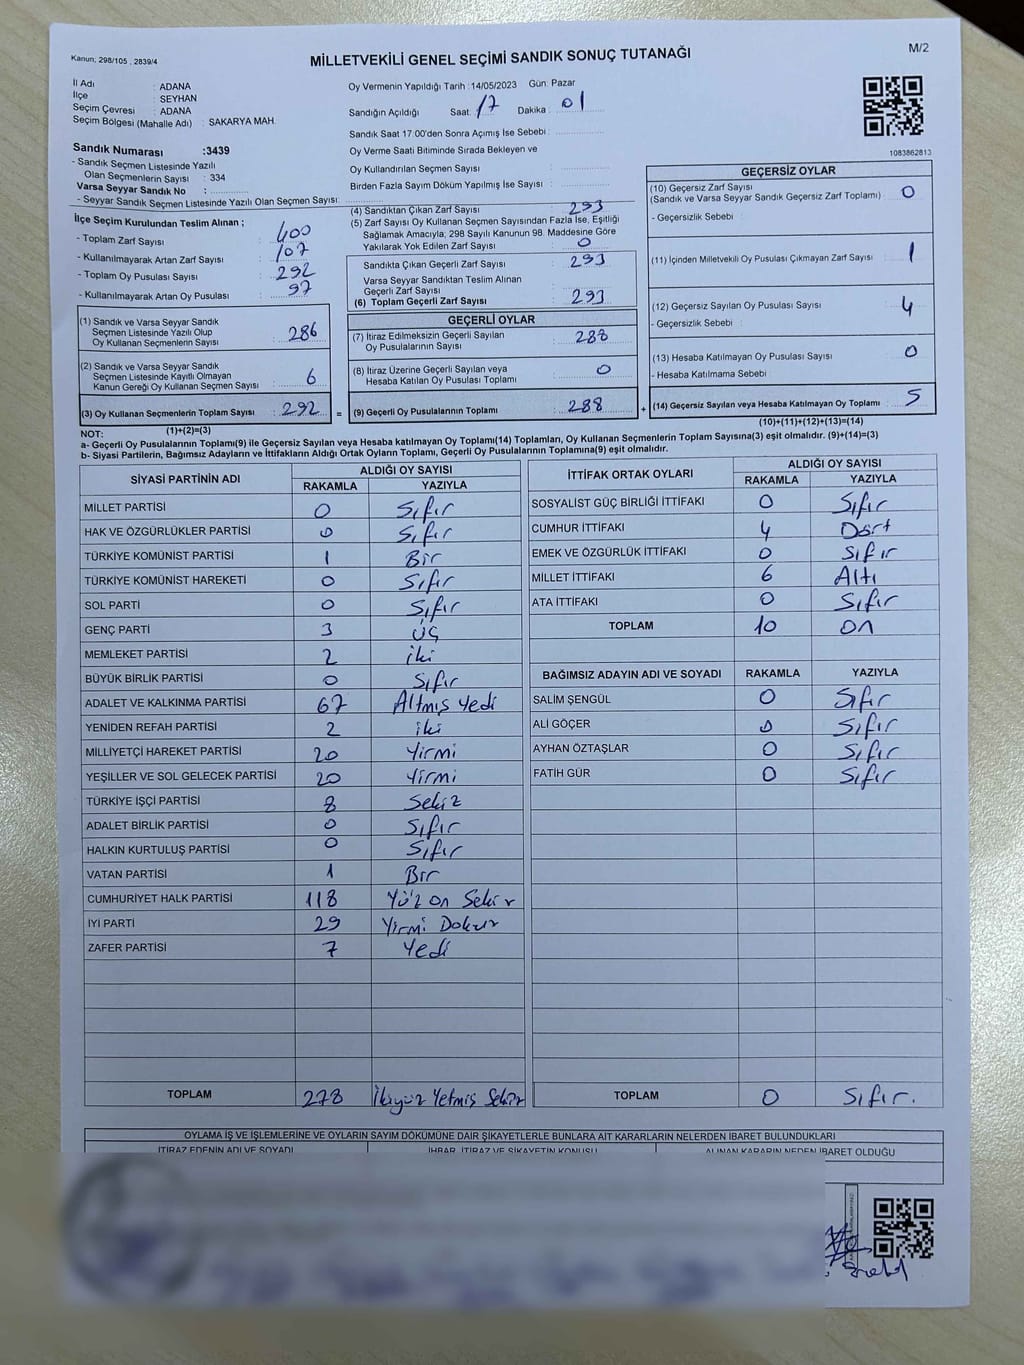 Kanun; 298/105 , 2839/4
MİLLETVEKİLİ GENEL SEÇİMİ SANDIK SONUÇ TUTANAĞI
M/2
İl Adı : ADANA
İlçe : SEYHAN
Seçim Çevresi : ADANA
Seçim Bölgesi (Mahalle Adı) : SAKARYA MAH.
Sandık Numarası :3439
- Sandık Seçmen Listesinde Yazılı
Olan Seçmenlerin Sayısı : 334
Varsa Seyyar Sandık No :
- Seyyar Sandık Seçmen Listesinde Yazılı Olan Seçmen Sayısı:
Oy Vermenin Yapıldığı Tarih :14/05/2023 Gün: Pazar
Sandığın Açıldığı Saat: 17 Dakika : 01
Sandık Saat 17:00'den Sonra Açımış İse Sebebi :
Oy Verme Saati Bitiminde Sırada Bekleyen ve
Oy Kullandırılan Seçmen Sayısı :
Birden Fazla Sayım Döküm Yapılmış İse Sayısı :
1083862813
İlçe Seçim Kurulundan Teslim Alınan ;
- Toplam Zarf Sayısı : 400
- Kullanılmayarak Artan Zarf Sayısı : 107
- Toplam Oy Pusulası Sayısı : 292
- Kullanılmayarak Artan Oy Pusulası : 97
(4) Sandıktan Çıkan Zarf Sayısı : 293
(5) Zarf Sayısı Oy Kullanan Seçmen Sayısından Fazla İse, Eşitliği
Sağlamak Amacıyla; 298 Sayılı Kanunun 98. Maddesine Göre
Yakılarak Yok Edilen Zarf Sayısı : 0
Sandıkta Çıkan Geçerli Zarf Sayısı : 293
Varsa Seyyar Sandıktan Teslim Alınan
Geçerli Zarf Sayısı :
(6) Toplam Geçerli Zarf Sayısı : 293
GEÇERSİZ OYLAR
(10) Geçersiz Zarf Sayısı
(Sandık ve Varsa Seyyar Sandık Geçersiz Zarf Toplamı) : 0
- Geçersizlik Sebebi :
(11) İçinden Milletvekili Oy Pusulası Çıkmayan Zarf Sayısı : 1
(12) Geçersiz Sayılan Oy Pusulası Sayısı : 4
- Geçersizlik Sebebi :
(13) Hesaba Katılmayan Oy Pusulası Sayısı : 0
- Hesaba Katılmama Sebebi :
(14) Geçersiz Sayılan veya Hesaba Katılmayan Oy Toplamı : 5
(10)+(11)+(12)+(13)=(14)
(1) Sandık ve Varsa Seyyar Sandık
Seçmen Listesinde Yazılı Olup
Oy Kullanan Seçmenlerin Sayısı : 286
(2) Sandık ve Varsa Seyyar Sandık
Seçmen Listesinde Kayıtlı Olmayan
Kanun Gereği Oy Kullanan Seçmen Sayısı : 6
(3) Oy Kullanan Seçmenlerin Toplam Sayısı : 292 =
(1)+(2)=(3)
GEÇERLİ OYLAR
(7) İtiraz Edilmeksizin Geçerli Sayılan
Oy Pusulalarının Sayısı : 288
(8) İtiraz Üzerine Geçerli Sayılan veya
Hesaba Katılan Oy Pusulası Toplamı : 0
(9) Geçerli Oy Pusulalarının Toplamı : 288 +
NOT:
a- Geçerli Oy Pusulalarının Toplamı(9) ile Geçersiz Sayılan veya Hesaba katılmayan Oy Toplamı(14) Toplamları, Oy Kullanan Seçmenlerin Toplam Sayısına(3) eşit olmalıdır. (9)+(14)=(3)
b- Siyasi Partilerin, Bağımsız Adayların ve İttifakların Aldığı Ortak Oyların Toplamı, Geçerli Oy Pusulalarının Toplamına(9) eşit olmalıdır.
SİYASİ PARTİNİN ADI ALDIĞI OY SAYISI
RAKAMLA YAZIYLA
MİLLET PARTİSİ 0 Sıfır
HAK VE ÖZGÜRLÜKLER PARTİSİ 0 Sıfır
TÜRKİYE KOMÜNİST PARTİSİ 1 Bir
TÜRKİYE KOMÜNİST HAREKETİ 0 Sıfır
SOL PARTİ 0 Sıfır
GENÇ PARTİ 3 üç
MEMLEKET PARTİSİ 2 iki
BÜYÜK BİRLİK PARTİSİ 0 Sıfır
ADALET VE KALKINMA PARTİSİ 67 Altmış Yedi
YENİDEN REFAH PARTİSİ 2 iki
MİLLİYETÇİ HAREKET PARTİSİ 20 Yirmi
YEŞİLLER VE SOL GELECEK PARTİSİ 20 Yirmi
TÜRKİYE İŞÇİ PARTİSİ 8 Sekiz
ADALET BİRLİK PARTİSİ 0 Sıfır
HALKIN KURTULUŞ PARTİSİ 0 Sıfır
VATAN PARTİSİ 1 Bir
CUMHURİYET HALK PARTİSİ 118 Yüz on Sekiz
İYİ PARTİ 29 Yirmi Dokuz
ZAFER PARTİSİ 7 Yedi
TOPLAM 278 İkiyüz Yetmiş Sekiz
İTTİFAK ORTAK OYLARI ALDIĞI OY SAYISI
RAKAMLA YAZIYLA
SOSYALİST GÜÇ BİRLİĞİ İTTİFAKI 0 Sıfır
CUMHUR İTTİFAKI 4 Dört
EMEK VE ÖZGÜRLÜK İTTİFAKI 0 Sıfır
MİLLET İTTİFAKI 6 Altı
ATA İTTİFAKI 0 Sıfır
TOPLAM 10 on
BAĞIMSIZ ADAYIN ADI VE SOYADI RAKAMLA YAZIYLA
SALİM ŞENGÜL 0 Sıfır
ALİ GÖÇER 0 Sıfır
AYHAN ÖZTAŞLAR 0 Sıfır
FATİH GÜR 0 Sıfır
TOPLAM 0 Sıfır.
OYLAMA İŞ VE İŞLEMLERİNE VE OYLARIN SAYIM DÖKÜMÜNE DAİR ŞİKAYETLERLE BUNLARA AİT KARARLARIN NELERDEN İBARET BULUNDUKLARI
İTİRAZ EDENİN ADI VE SOYADI İHBAR, İTİRAZ VE ŞİKAYETİN KONUSU ALINAN KARARIN NEDEN İBARET OLDUĞU